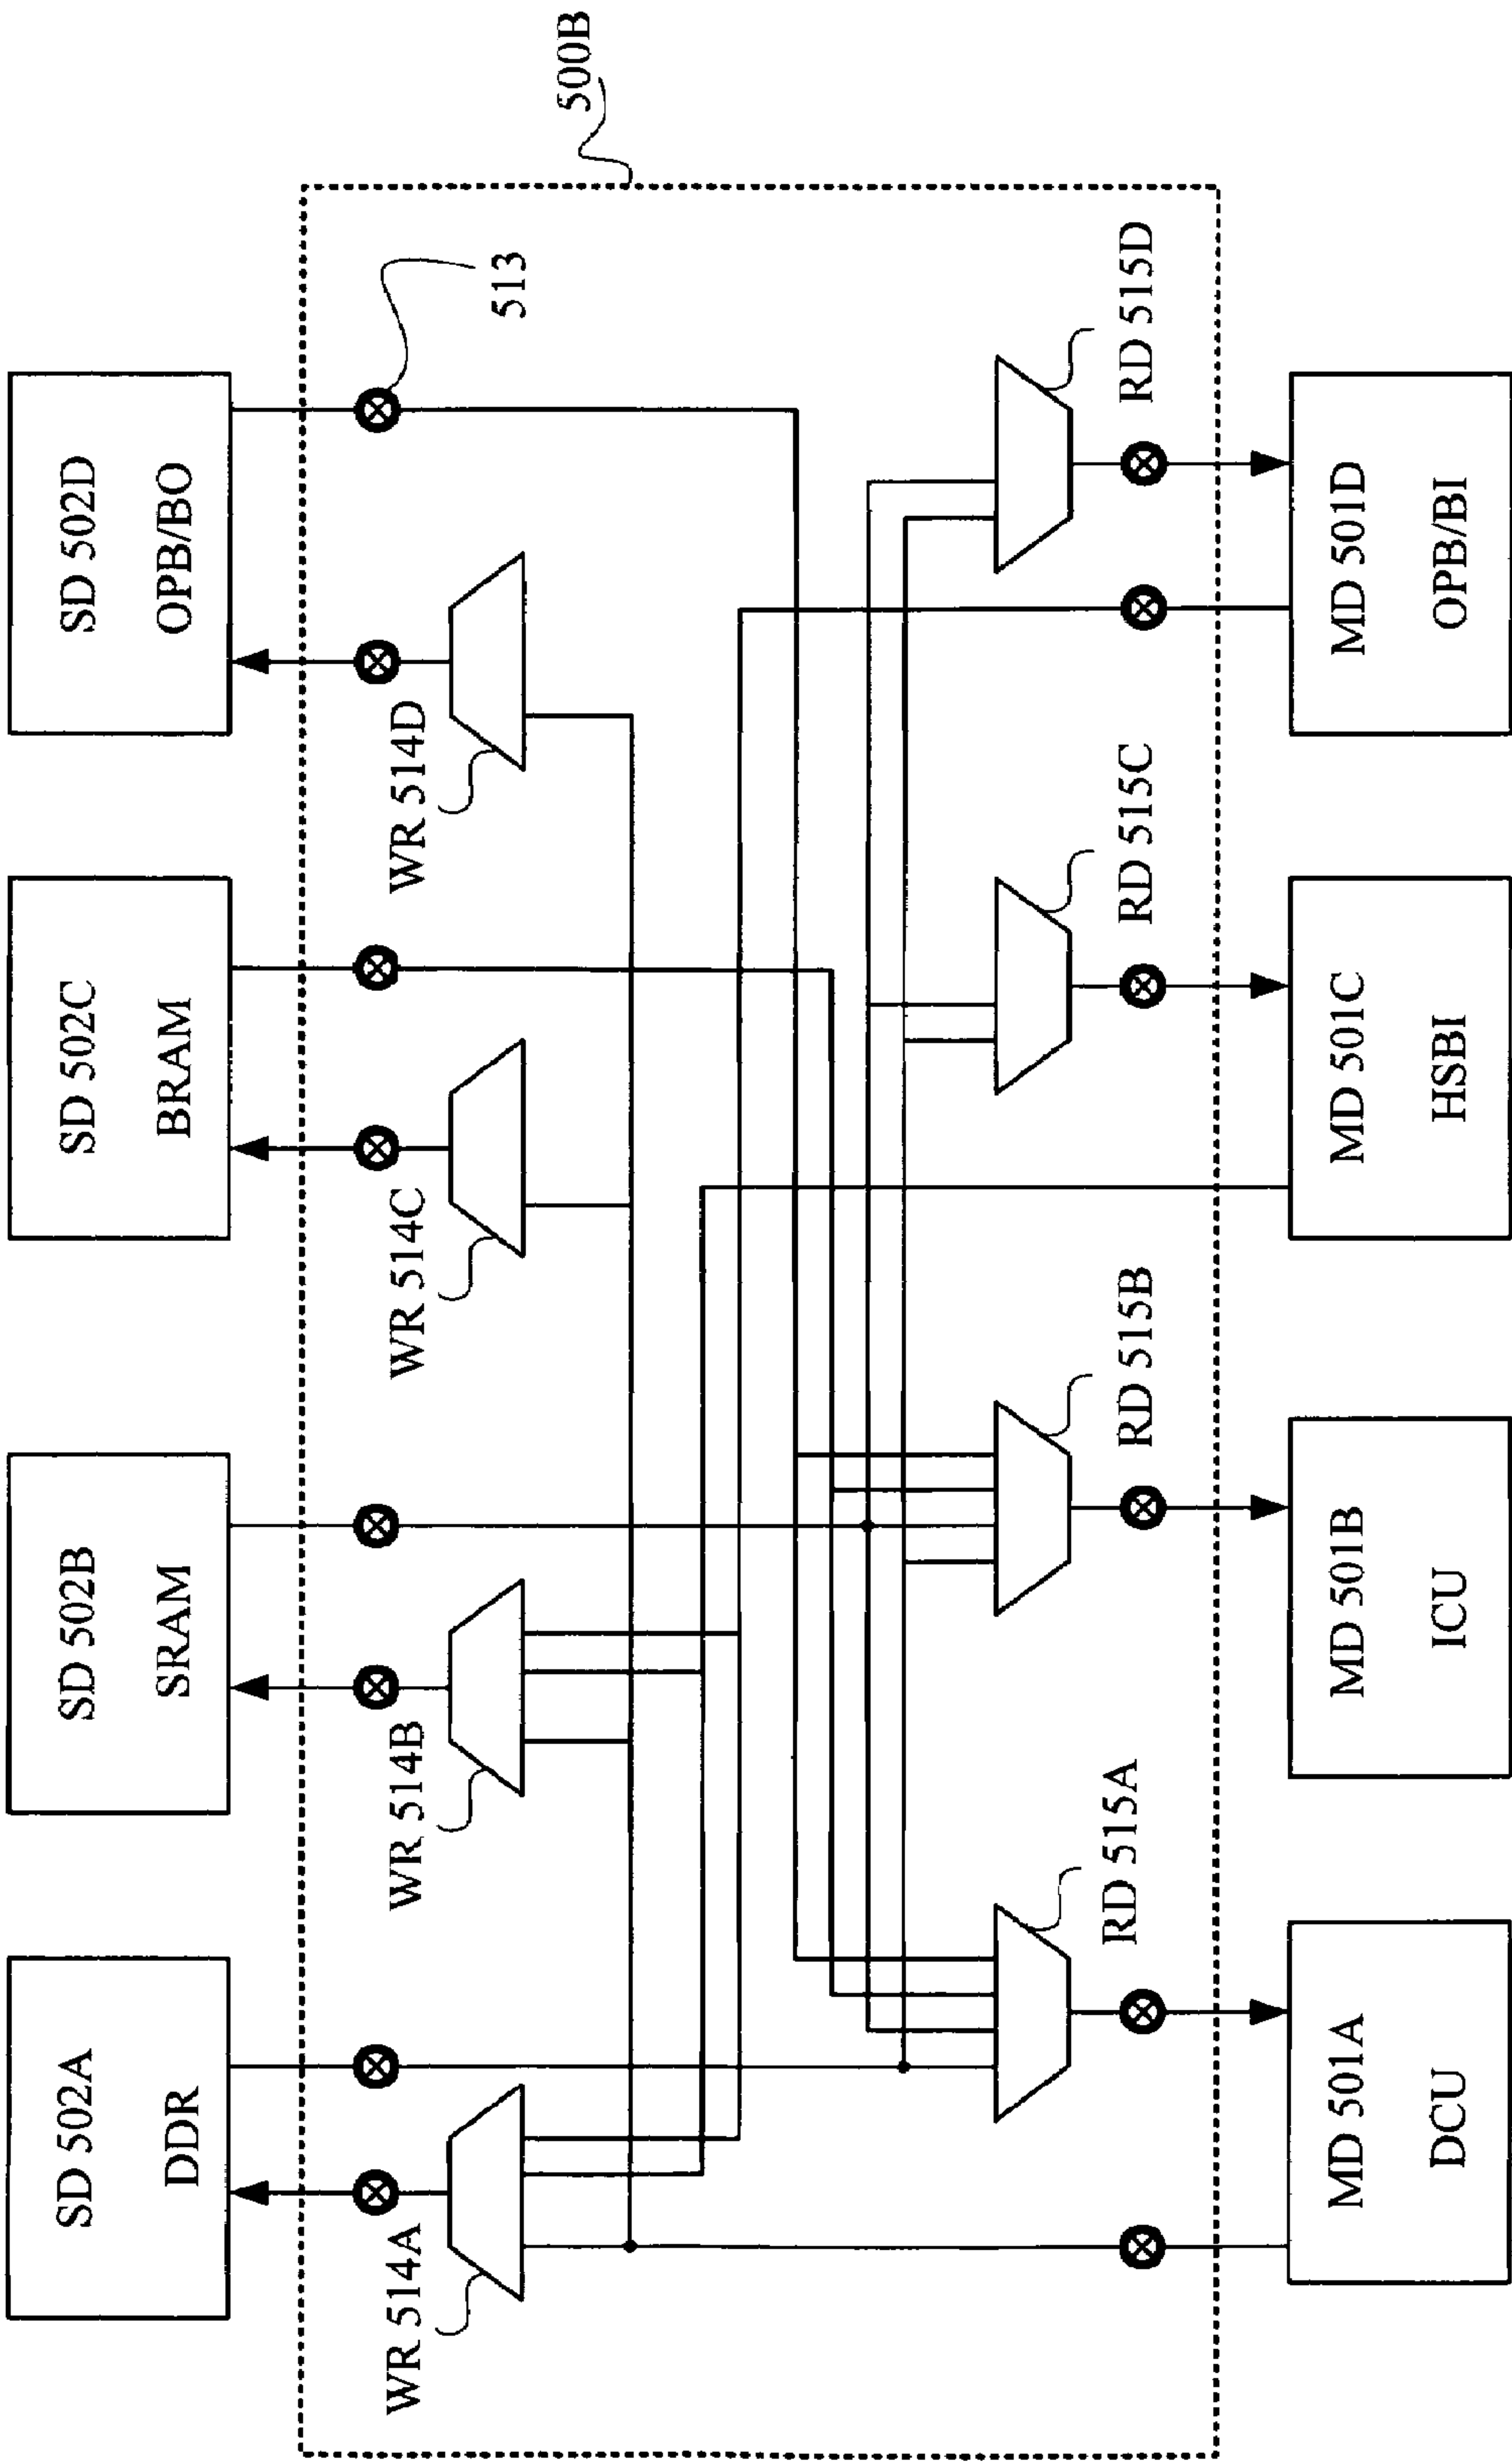 SD 502A
DDR
SD 502B
SRAM
SD 502C
BRAM
SD 502D
OPB/BO
WR 514A
WR 514B
WR 514C
WR 514D
513
500B
RD 515A
RD 515B
RD 515C
RD 515D
MD 501A
DCU
MD 501B
ICU
MD 501C
HSBI
MD 501D
OPB/BI